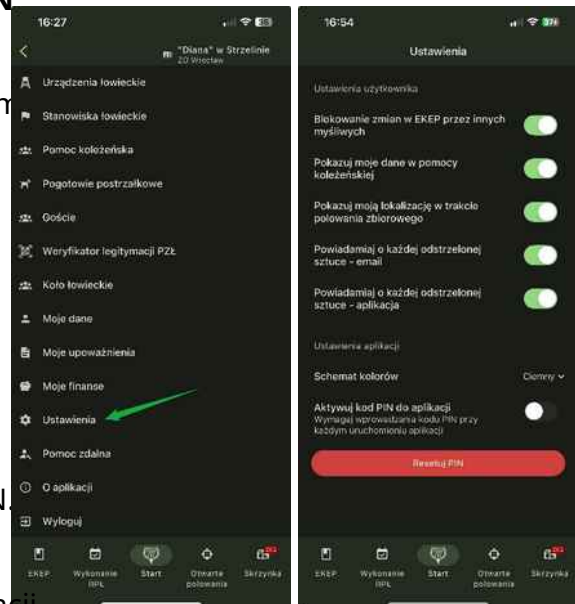 N
16:27
35
"Diana" w Strzelinie
ZO Wrocław
Urządzenia łowieckie
Stanowiska łowieckie
Pomoc koleżeńska
Pogotowie postrzałkowe
Goście
Weryfikator legitymacji PZŁ
Koło łowieckie
Moje dane
Moje upoważnienia
Moje finanse
Ustawienia
Pomoc zdalna
O aplikacji
Wyloguj
EKEP
Wykonanie
RPŁ
Start
Otwarte
polowania
Skrzynka
16:54
Ustawienia
Ustawienia użytkownika
Blokowanie zmian w EKEP przez innych
myśliwych
Pokazuj moje dane w pomocy
koleżeńskiej
Pokazuj moją lokalizację w trakcie
polowania zbiorowego
Powiadamiaj o każdej odstrzelonej
sztuce - email
Powiadamiaj o każdej odstrzelonej
sztuce - aplikacja
Ustawienia aplikacji
Schemat kolorów
Ciemny
Aktywuj kod PIN do aplikacji
Wymagaj wprowadzania kodu PIN przy
każdym uruchomieniu aplikacji
Resetuj PIN
EKEP
Wykonanie
RPŁ
Start
Otwarte
polowania
Skrzynka
N.